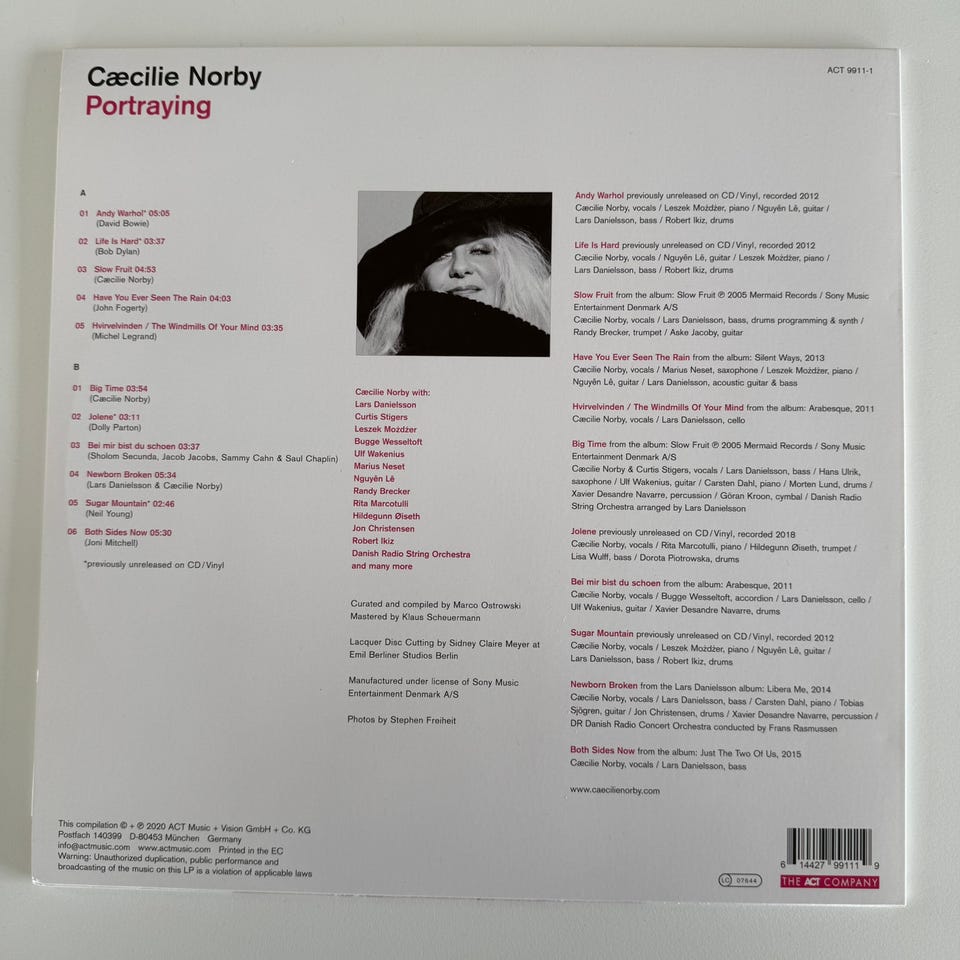 Cæcilie Norby
Portraying
ACT 9911-1
A
01 Andy Warhol* 05:05
(David Bowie)
02 Life Is Hard* 03:37
(Bob Dylan)
03 Slow Fruit 04:53
(Cæcilie Norby)
04 Have You Ever Seen The Rain 04:03
(John Fogerty)
05 Hvirvelvinden / The Windmills Of Your Mind 03:35
(Michel Legrand)
B
01 Big Time 03:54
(Cæcilie Norby)
02 Jolene* 03:11
(Dolly Parton)
03 Bei mir bist du schoen 03:37
(Sholom Secunda, Jacob Jacobs, Sammy Cahn & Saul Chaplin)
04 Newborn Broken 05:34
(Lars Danielsson & Cæcilie Norby)
05 Sugar Mountain* 02:46
(Neil Young)
06 Both Sides Now 05:30
(Joni Mitchell)
*previously unreleased on CD/Vinyl
Cæcilie Norby with:
Lars Danielsson
Curtis Stigers
Leszek Możdżer
Bugge Wesseltoft
Ulf Wakenius
Marius Neset
Nguyên Lê
Randy Brecker
Rita Marcotulli
Hildegunn Øiseth
Jon Christensen
Robert Ikiz
Danish Radio String Orchestra
and many more
Curated and compiled by Marco Ostrowski
Mastered by Klaus Scheuermann
Lacquer Disc Cutting by Sidney Claire Meyer at
Emil Berliner Studios Berlin
Manufactured under license of Sony Music
Entertainment Denmark A/S
Photos by Stephen Freiheit
Andy Warhol previously unreleased on CD/Vinyl, recorded 2012
Cæcilie Norby, vocals / Leszek Możdżer, piano / Nguyên Lê, guitar /
Lars Danielsson, bass / Robert Ikiz, drums
Life Is Hard previously unreleased on CD/Vinyl, recorded 2012
Cæcilie Norby, vocals / Nguyên Lê, guitar / Leszek Możdżer, piano /
Lars Danielsson, bass / Robert Ikiz, drums
Slow Fruit from the album: Slow Fruit ℗ 2005 Mermaid Records / Sony Music
Entertainment Denmark A/S
Cæcilie Norby, vocals / Lars Danielsson, bass, drums programming & synth /
Randy Brecker, trumpet / Aske Jacoby, guitar
Have You Ever Seen The Rain from the album: Silent Ways, 2013
Cæcilie Norby, vocals / Marius Neset, saxophone / Leszek Możdżer, piano /
Nguyên Lê, guitar / Lars Danielsson, acoustic guitar & bass
Hvirvelvinden / The Windmills Of Your Mind from the album: Arabesque, 2011
Cæcilie Norby, vocals / Lars Danielsson, cello
Big Time from the album: Slow Fruit ℗ 2005 Mermaid Records / Sony Music
Entertainment Denmark A/S
Cæcilie Norby & Curtis Stigers, vocals / Lars Danielsson, bass / Hans Ulrik,
saxophone / Ulf Wakenius, guitar / Carsten Dahl, piano / Morten Lund, drums /
Xavier Desandre Navarre, percussion / Göran Kroon, cymbal / Danish Radio
String Orchestra arranged by Lars Danielsson
Jolene previously unreleased on CD/Vinyl, recorded 2018
Cæcilie Norby, vocals / Rita Marcotulli, piano / Hildegunn Øiseth, trumpet /
Lisa Wulff, bass / Dorota Piotrowska, drums
Bei mir bist du schoen from the album: Arabesque, 2011
Cæcilie Norby, vocals / Bugge Wesseltoft, accordion / Lars Danielsson, cello /
Ulf Wakenius, guitar / Xavier Desandre Navarre, drums
Sugar Mountain previously unreleased on CD/Vinyl, recorded 2012
Cæcilie Norby, vocals / Leszek Możdżer, piano / Nguyên Lê, guitar /
Lars Danielsson, bass / Robert Ikiz, drums
Newborn Broken from the Lars Danielsson album: Libera Me, 2014
Cæcilie Norby, vocals / Lars Danielsson, bass / Carsten Dahl, piano / Tobias
Sjögren, guitar / Jon Christensen, drums / Xavier Desandre Navarre, percussion /
DR Danish Radio Concert Orchestra conducted by Frans Rasmussen
Both Sides Now from the album: Just The Two Of Us, 2015
Cæcilie Norby, vocals / Lars Danielsson, bass
www.caecilienorby.com
This compilation © + ℗ 2020 ACT Music + Vision GmbH + Co. KG
Postfach 140399 D-80453 München Germany
info@actmusic.com www.actmusic.com Printed in the EC
Warning: Unauthorized duplication, public performance and
broadcasting of the music on this LP is a violation of applicable laws
LC 07644
6 14427 99111 9
THE ACT COMPANY